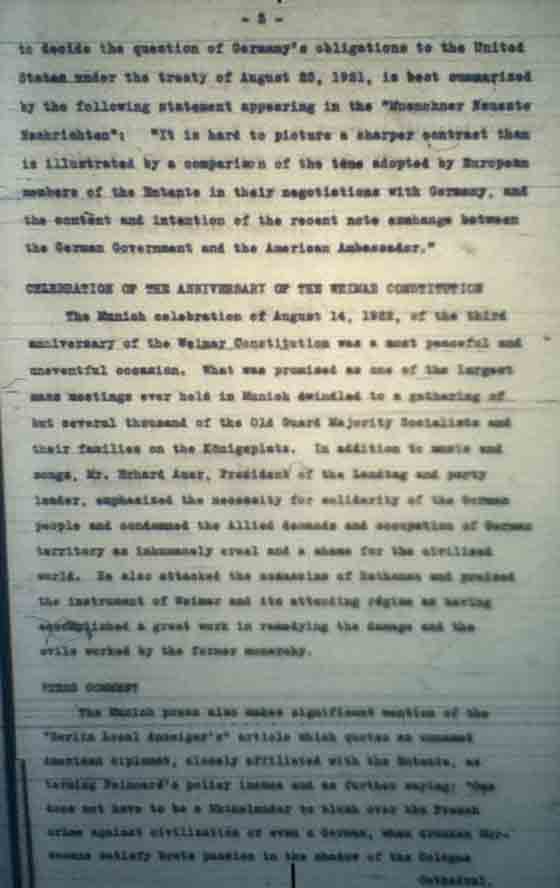 - 3 -
to decide the question of Germany's obligations to the United
States under the treaty of August 25, 1921, is best summarized
by the following statement appearing in the "Muenchner Neueste
Nachrichten": "It is hard to picture a sharper contrast than
is illustrated by a comparison of the tone adopted by European
members of the Entente in their negotiations with Germany, and
the content and intention of the recent note exchange between
the German Government and the American Ambassador."
CELEBRATION OF THE ANNIVERSARY OF THE WEIMAR CONSTITUTION
The Munich celebration of August 14, 1922, of the third
anniversary of the Weimar Constitution was a most peaceful and
uneventful occasion. What was promised as one of the largest
mass meetings ever held in Munich dwindled to a gathering of
but several thousand of the Old Guard Majority Socialists and
their families on the Königsplatz. In addition to music and
songs, Mr. Erhard Auer, President of the Landtag and party
leader, emphasized the necessity for solidarity of the German
people and condemned the Allied demands and occupation of German
territory as inhumanely cruel and a shame for the civilized
world. He also attacked the assassins of Rathenau and praised
the instrument of Weimar and its attending régime as having
accomplished a great work in remedying the damage and the
evils worked by the former monarchy.
PRESS COMMENT
The Munich press also makes significant mention of the
"Berlin Lokal Anzeiger's" article which quotes an unnamed
American diplomat, closely affiliated with the Entente, as
terming Poincaré's policy insane and as further saying: "One
does not have to be a Rhinelander to blush over the French
crime against civilization or even a German, when drunken Mor-
occans satisfy brute passion in the shadow of the Cologne
Cathedral.